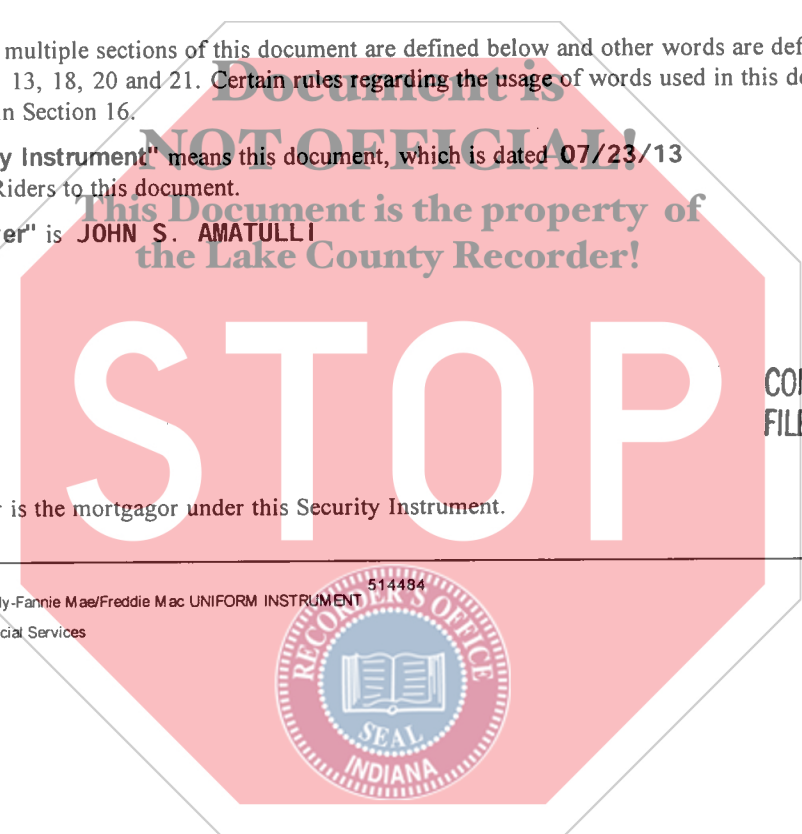 multiple sections of this document are defined below and other words are def
13, 18, 20 and 21. Certain rules regarding the usage of words used in this do
Document is
n Section 16.
NOT OFFICIAL!
y Instrument" means this document, which is dated 07/23/13
Riders to this document.
This Document is the property of
er" is JOHN S. AMATULLI
the Lake County Recorder!
STOP
CO
FILE
is the mortgagor under this Security Instrument.
514484
ly-Fannie Mae/Freddie Mac UNIFORM INSTRUMENT
cial Services
RECORDER'S OFFICE
SEAL
INDIANA